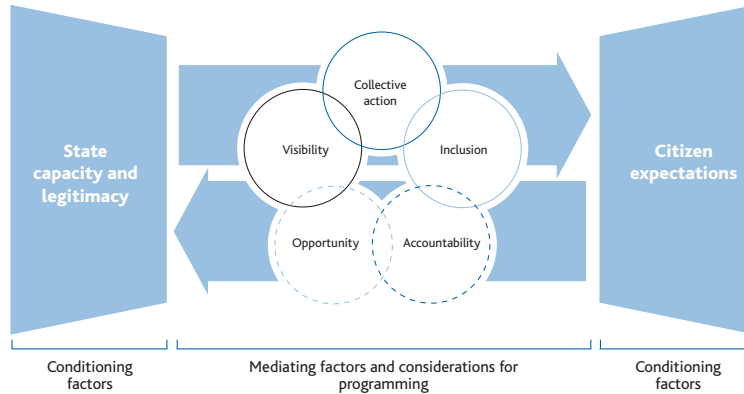 State
capacity and
legitimacy
Collective
action
Visibility
Inclusion
Opportunity
Accountability
Citizen
expectations
Conditioning
factors
Mediating factors and considerations for
programming
Conditioning
factors